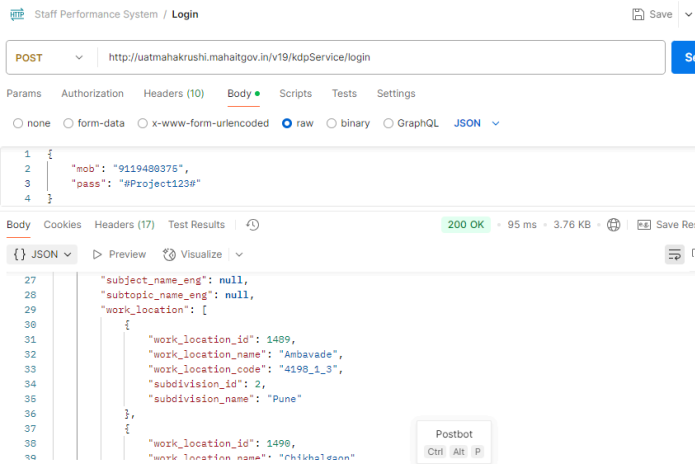 HTTP Staff Performance System / Login Save
POST http://uatmahakrushi.mahaitgov.in/v19/kdpService/login
Params Authorization Headers (10) Body Scripts Tests Settings
none form-data x-www-form-urlencoded raw binary GraphQL JSON
1 {
2 "mob": "9119480375",
3 "pass": "#Project123#"
4 }
Body Cookies Headers (17) Test Results 200 OK 95 ms 3.76 KB
{} JSON Preview Visualize
27 "subject_name_eng": null,
28 "subtopic_name_eng": null,
29 "work_location": [
30 {
31 "work_location_id": 1489,
32 "work_location_name": "Ambavade",
33 "work_location_code": "4198_1_3",
34 "subdivision_id": 2,
35 "subdivision_name": "Pune"
36 },
37 {
38 "work_location_id": 1490,
39 "work_location_name": "Chikhalgaon"
Postbot
Ctrl Alt P